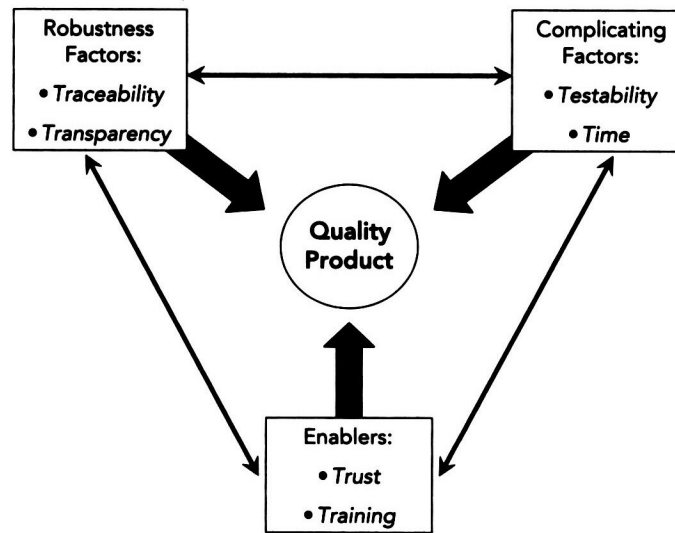 Robustness
Factors:
• Traceability
• Transparency
Complicating
Factors:
• Testability
• Time
Quality
Product
Enablers:
• Trust
• Training